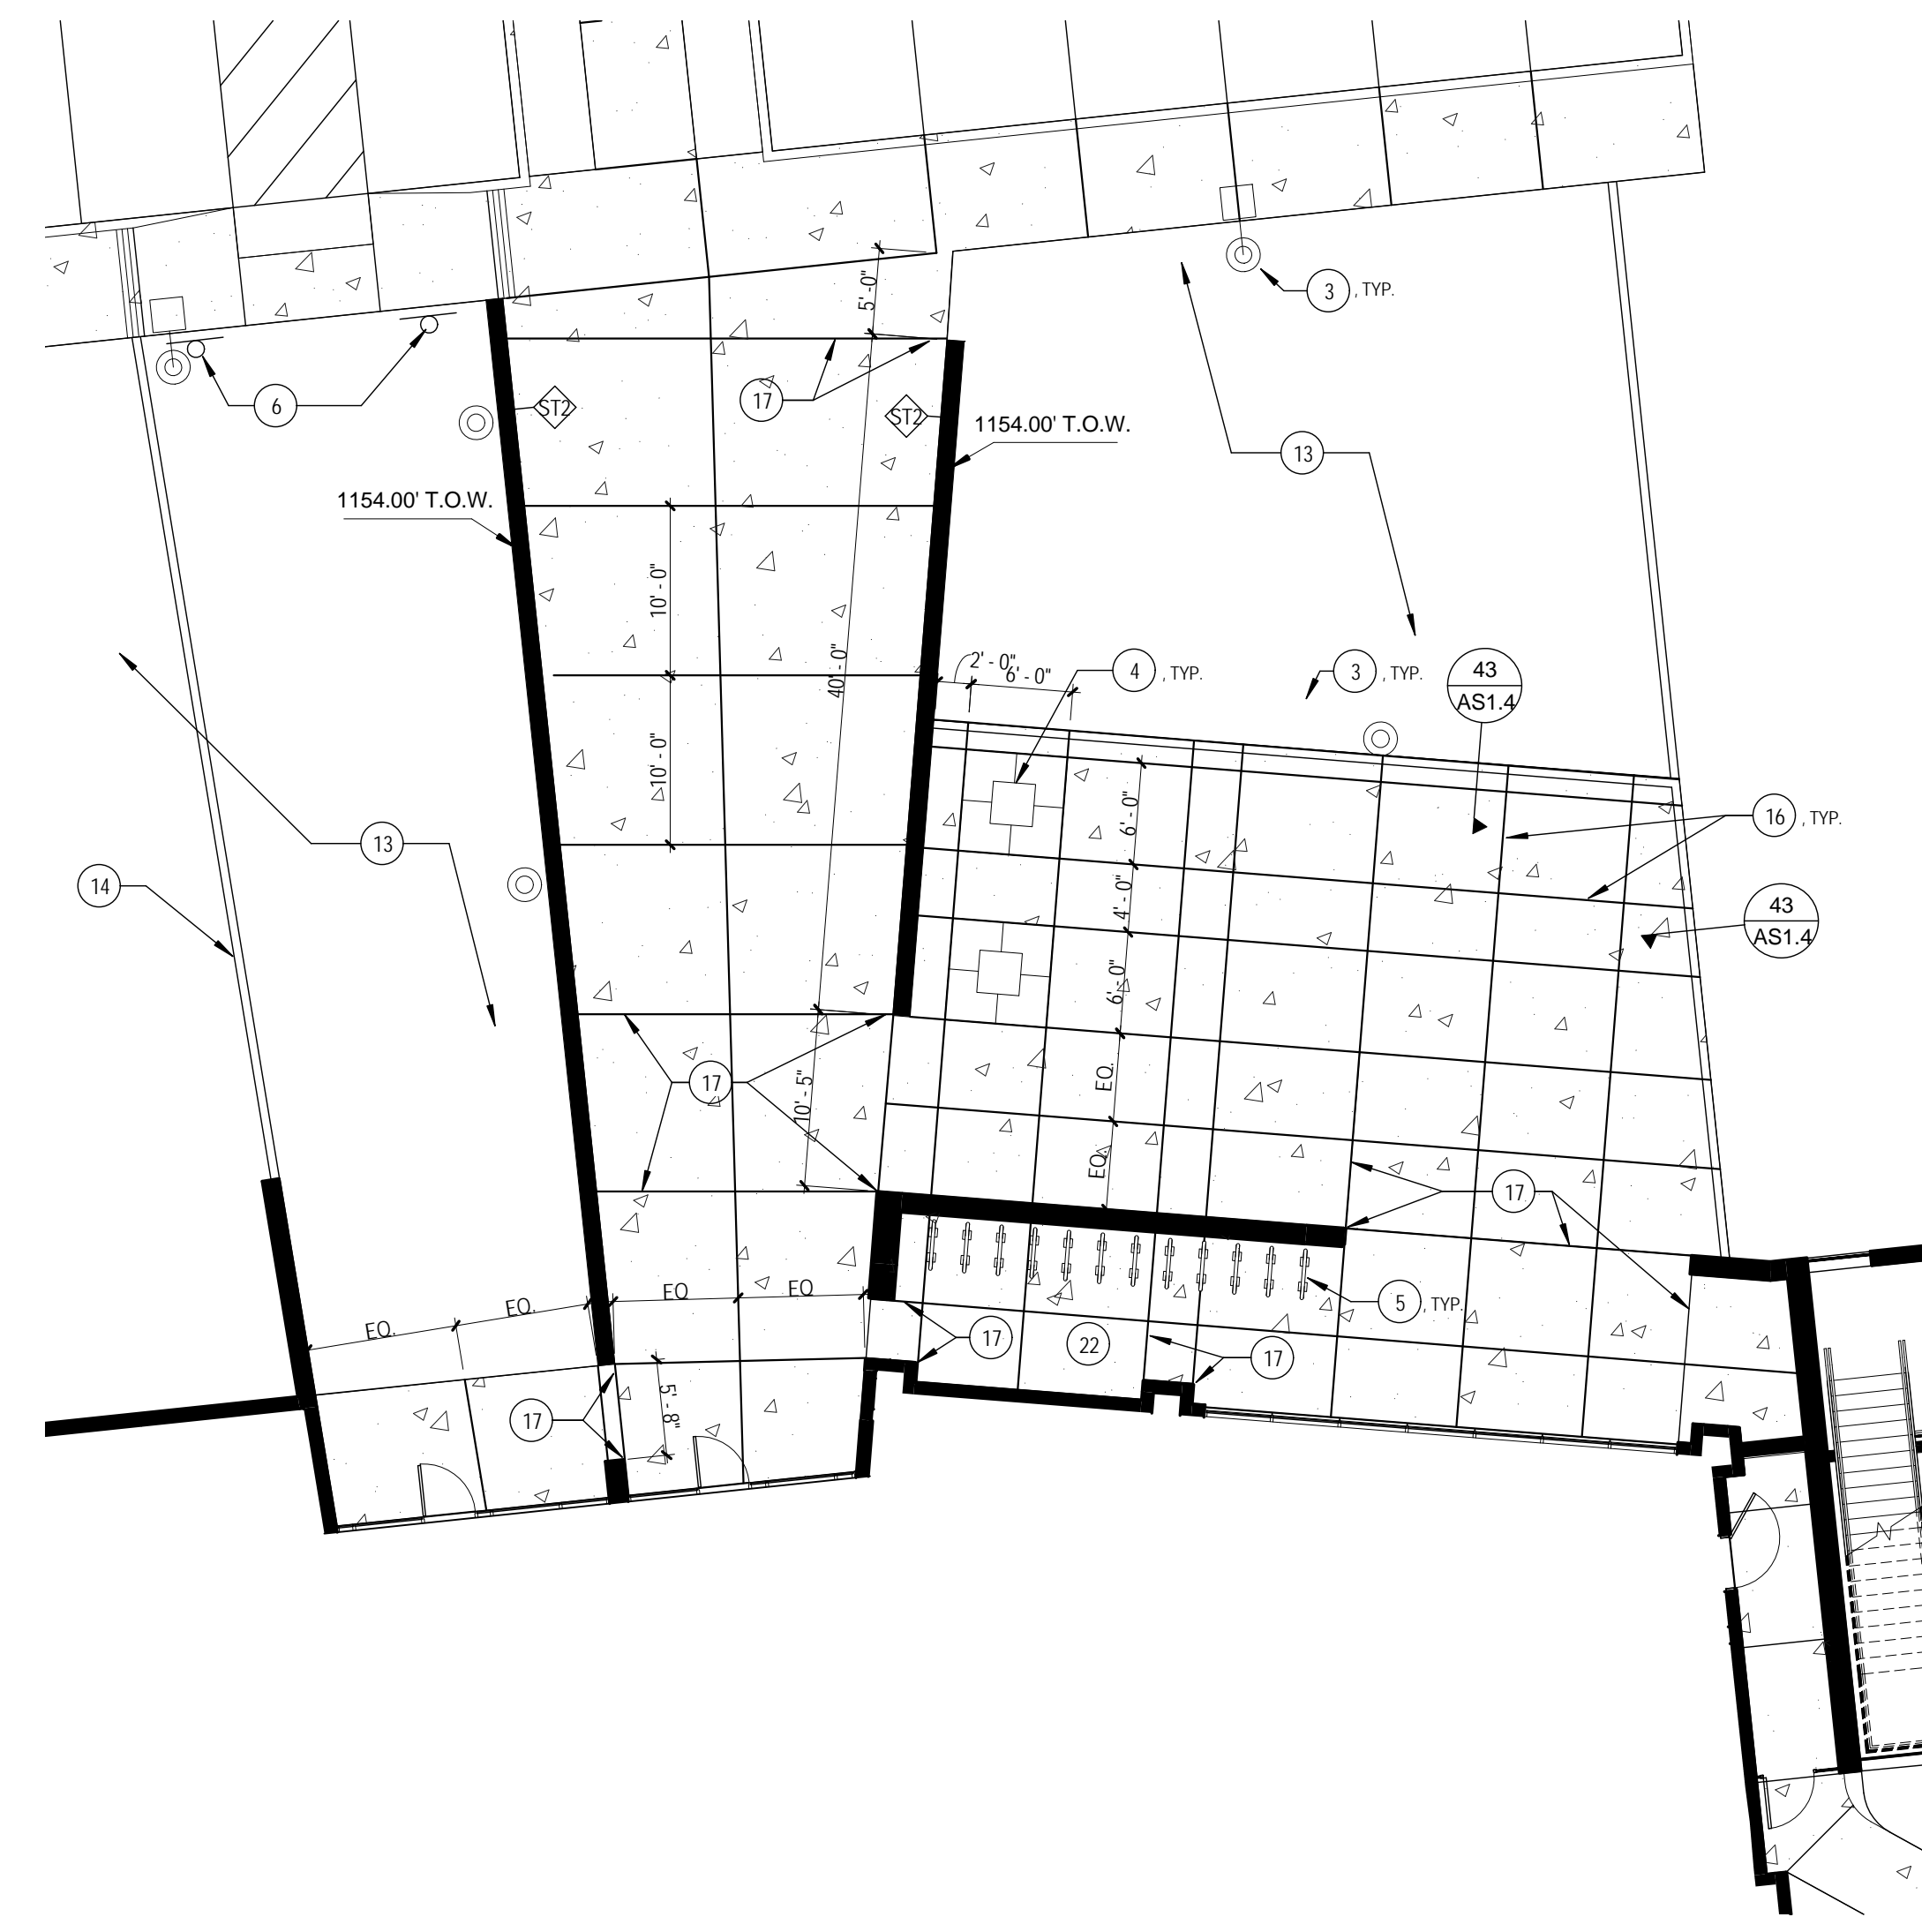 5' - 0"
3 , TYP.
6
17
ST2
ST2
1154.00' T.O.W.
13
1154.00' T.O.W.
10' - 0"
40' - 0"
2' - 0"
6' - 0"
4 , TYP.
3 , TYP.
43
AS1.4
10' - 0"
6' - 0"
16 , TYP.
13
14
4' - 0"
43
AS1.4
6' - 0"
17
10' - 5"
EQ.
EQ.
17
EQ.
EQ.
EQ
EQ
5 , TYP.
17
22
17
5' - 8"
17